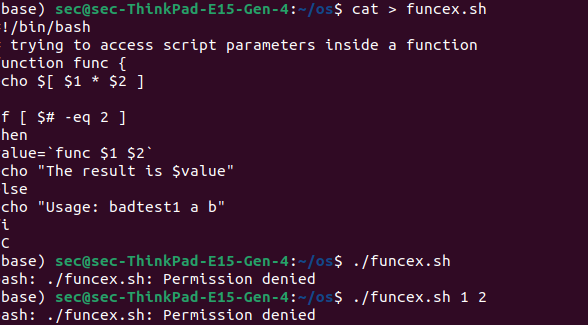 base) sec@sec-ThinkPad-E15-Gen-4:~/os$ cat > funcex.sh
!/bin/bash
trying to access script parameters inside a function
unction func {
cho $[ $1 * $2 ]
f [ $# -eq 2 ]
hen
alue=`func $1 $2`
cho "The result is $value"
lse
cho "Usage: badtest1 a b"
i
C
base) sec@sec-ThinkPad-E15-Gen-4:~/os$ ./funcex.sh
ash: ./funcex.sh: Permission denied
base) sec@sec-ThinkPad-E15-Gen-4:~/os$ ./funcex.sh 1 2
ash: ./funcex.sh: Permission denied